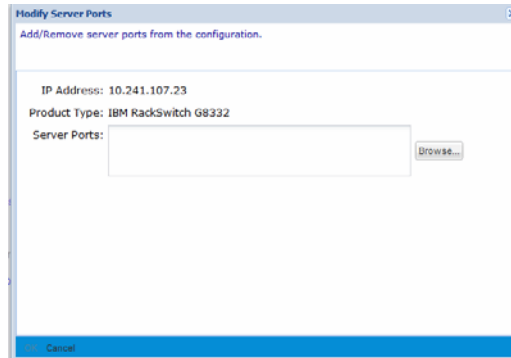 Modify Server Ports
Add/Remove server ports from the configuration.
IP Address: 10.241.107.23
Product Type: IBM RackSwitch G8332
Server Ports:
Browse...
OK Cancel